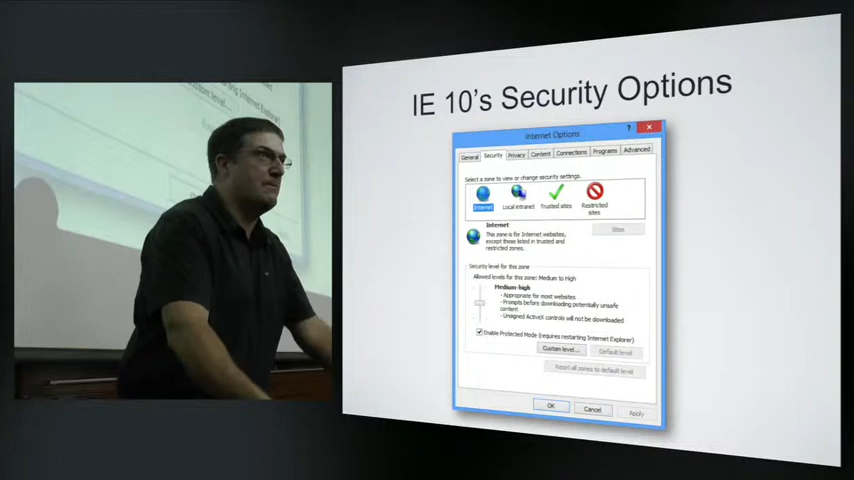 IE 10's Security Options
Internet Options
?
General Security Privacy Content Connections Programs Advanced
Select a zone to view or change security settings.
Internet Local intranet Trusted sites Restricted
sites
Internet
Sites
This zone is for Internet websites,
except those listed in trusted and
restricted zones.
Security level for this zone
Allowed levels for this zone: Medium to High
Medium-high
- Appropriate for most websites
- Prompts before downloading potentially unsafe
content
- Unsigned ActiveX controls will not be downloaded
Enable Protected Mode (requires restarting Internet Explorer)
Custom level... Default level
Reset all zones to default level
OK Cancel Apply
ting Internet Explorer)
ustom level...